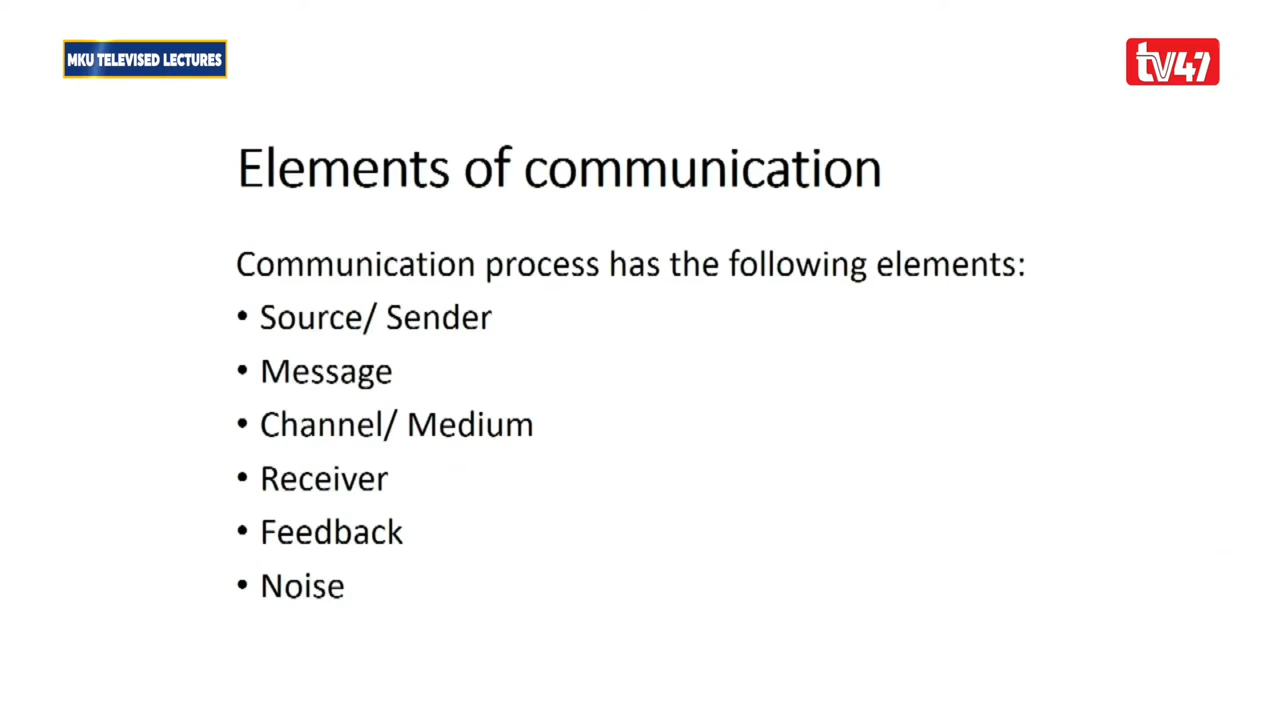 MKU TELEVISED LECTURES
tv47
Elements of communication
Communication process has the following elements:
• Source/ Sender
• Message
• Channel/ Medium
• Receiver
• Feedback
• Noise